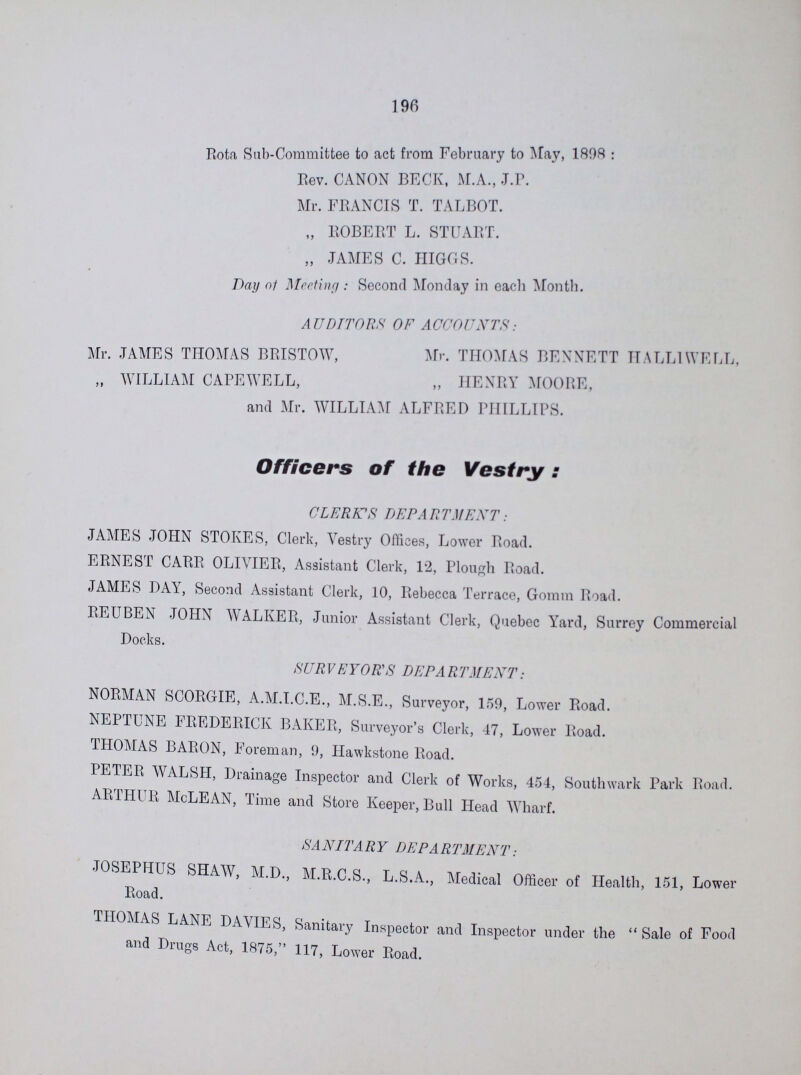 196
Rota Sub-Committee to act from February to May, 1898 :
Rev. CANON BECK, M.A., J.P.
Mr. FRANCIS T. TALBOT.
„ ROBERT L. STUART.
„ JAMES C. HIGGS.
Day of Meeting : Second Monday in each Month.
AUDITORS OF ACCOUNTS:
Mr. JAMES THOMAS BRISTOW, Mr. THOMAS BENNETT HALLIWELL,
„ WILLIAM CAPEWELL, „ HENRY MOORE,
and Mr. WILLIAM ALFRED PHILLIPS.
Officers of the Vestry :
CLERK'S DEPARTMENT:
JAMES JOHN STOKES, Clerk, Vestry Offices, Lower Road.
ERNEST CARR OLIVIER, Assistant Clerk, 12, Plough Road.
JAMES DAY, Second Assistant Clerk, 10, Rebecca Terrace, Gomm Road.
REUBEN JOHN WALKER, Junior Assistant Clerk, Quebec Yard, Surrey Commercial
Docks.
SURVEYOR'S DEPARTMENT:
NORMAN SCORGIE, A.M.I.C.E., M.S.E., Surveyor, 159, Lower Road.
NEPTUNE FREDERICK BAKER, Surveyor's Clerk, 47, Lower Road.
THOMAS BARON, Foreman, 9, Hawkstone Road.
PETER WALSH, Drainage Inspector and Clerk of Works, 454, Southwark Park Road.
ARTHUR McLEAN, Time and Store Keeper, Bull Head Wharf.
SANITARY DEPARTMENT:
JOSEPHUS SHAW, M.D., M.R.C.S., L.S.A., Medical Officer of Health, 151, Lower
Road.
THOMAS LANE DAVIES, Sanitary Inspector and Inspector under the "Sale of Food
and Drugs Act, 1875," 117, Lower Road.